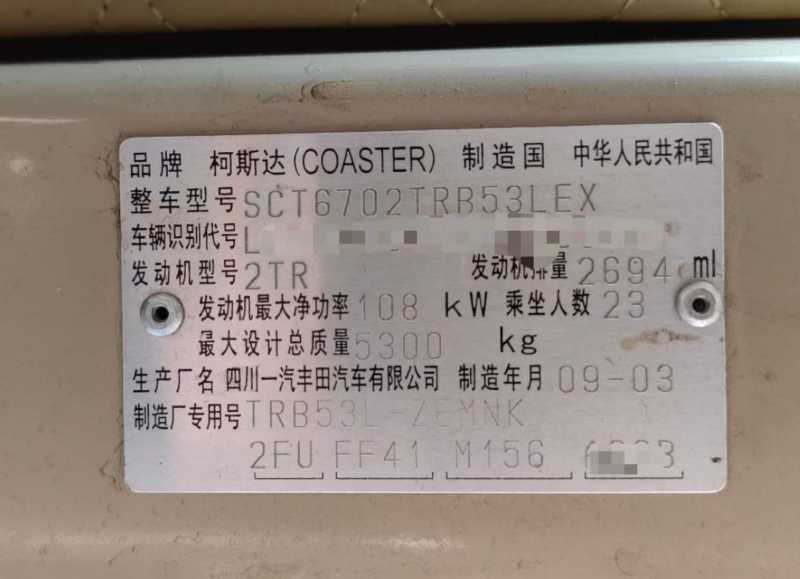 品牌 柯斯达(COASTER) 制造国 中华人民共和国
整车型号 SCT6702TRB53LEX
车辆识别代号 L
发动机型号 2TR 发动机排量 2694 ml
发动机最大净功率 108 kW 乘坐人数 23
最大设计总质量 5300 kg
生产厂名 四川一汽丰田汽车有限公司 制造年月 09-03
制造厂专用号 TRB53L-ZEMNK
2FU FF41 M156